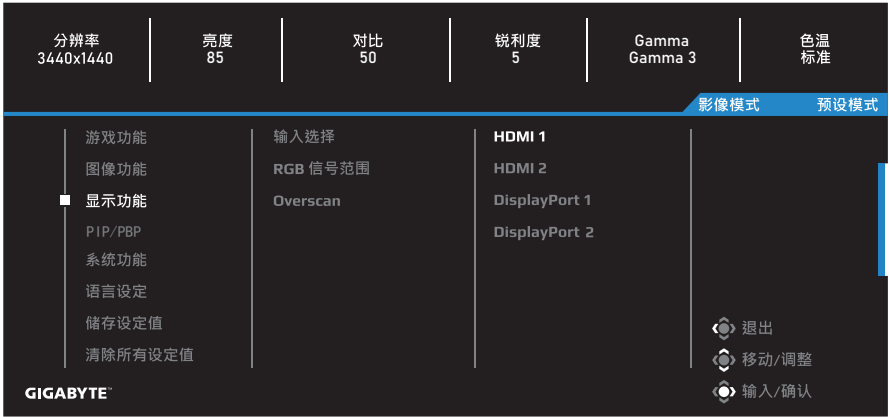 分辨率
3440x1440
亮度
85
对比
50
锐利度
5
Gamma
Gamma 3
色温
标准
影像模式 预设模式
游戏功能
图像功能
显示功能
PIP/PBP
系统功能
语言设定
储存设定值
清除所有设定值
输入选择
RGB 信号范围
Overscan
HDMI 1
HDMI 2
DisplayPort 1
DisplayPort 2
退出
移动/调整
输入/确认
GIGABYTE™